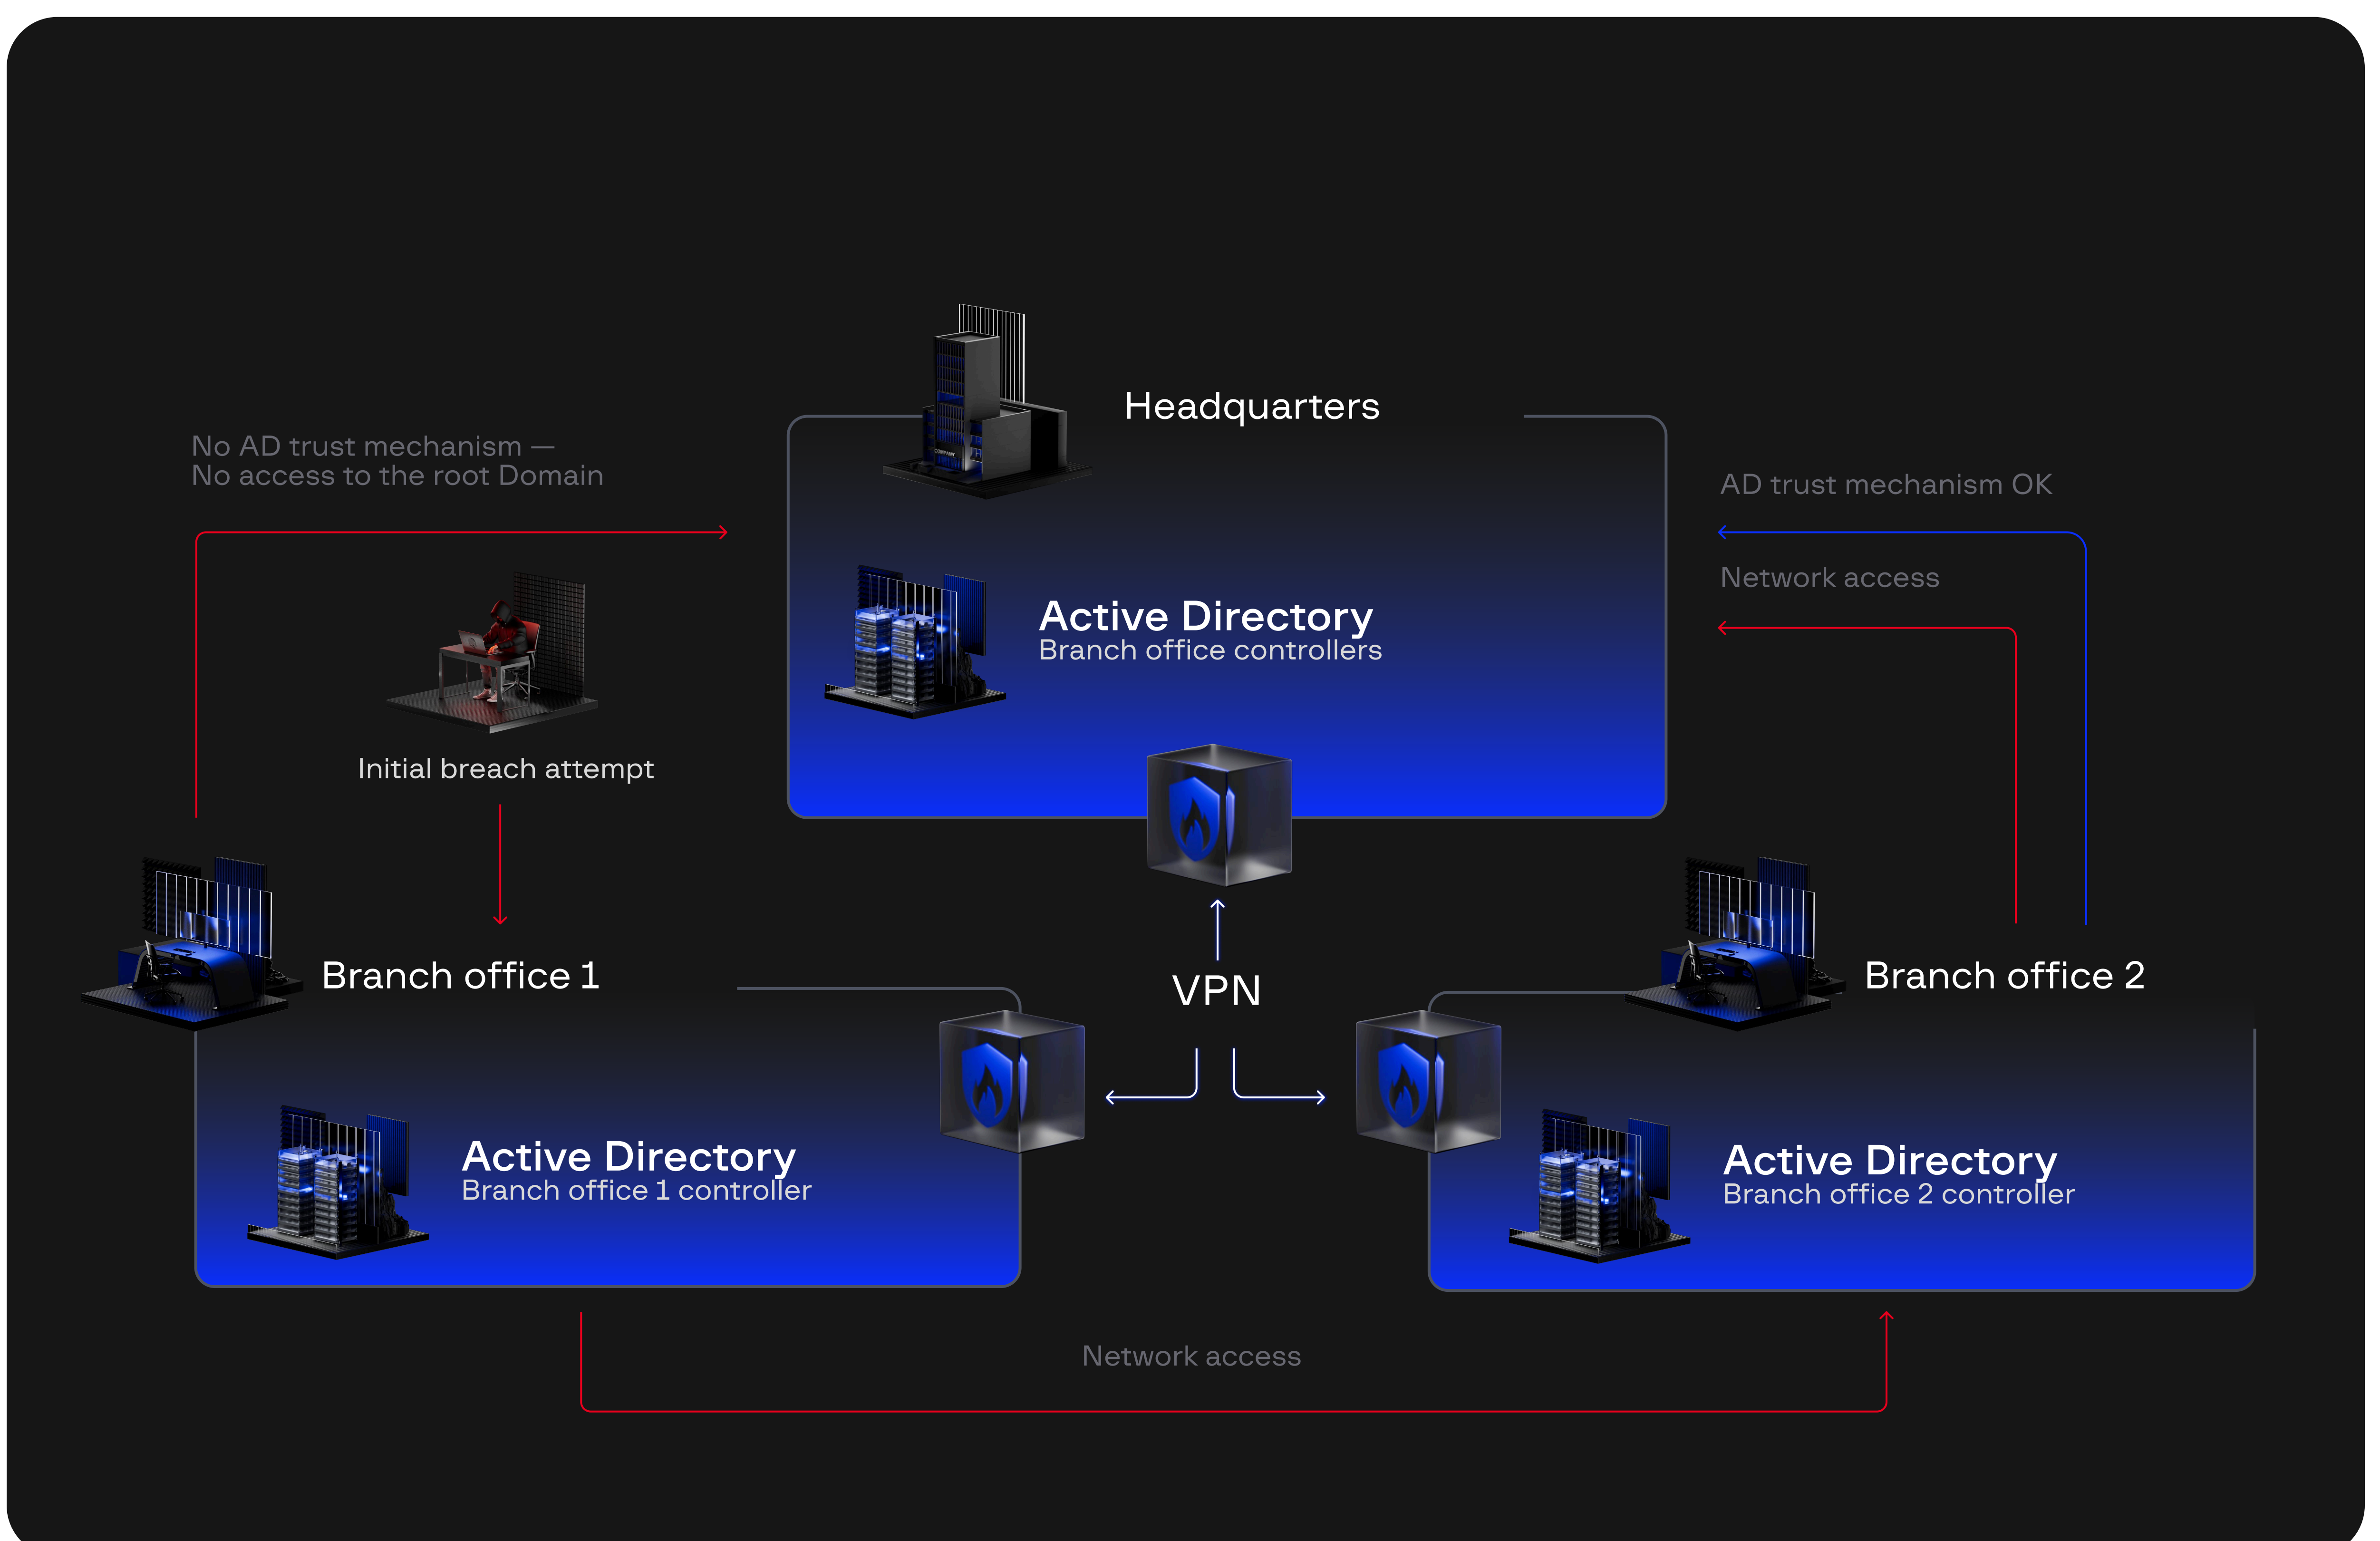 Headquarters
No AD trust mechanism —
No access to the root Domain
AD trust mechanism OK
Network access
Active Directory
Branch office controllers
Initial breach attempt
Branch office 1
VPN
Branch office 2
Active Directory
Branch office 1 controller
Active Directory
Branch office 2 controller
Network access
COMPANY